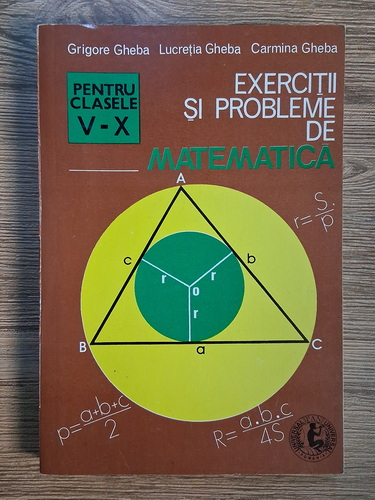 Grigore Gheba Lucreția Gheba Carmina Gheba
PENTRU
CLASELE
V-X
EXERCIȚII
ȘI PROBLEME
DE
MATEMATICĂ
A
r=S/p
c
b
r
r
o
r
B
a
C
p=a+b+c/2
R=a.b.c/4S